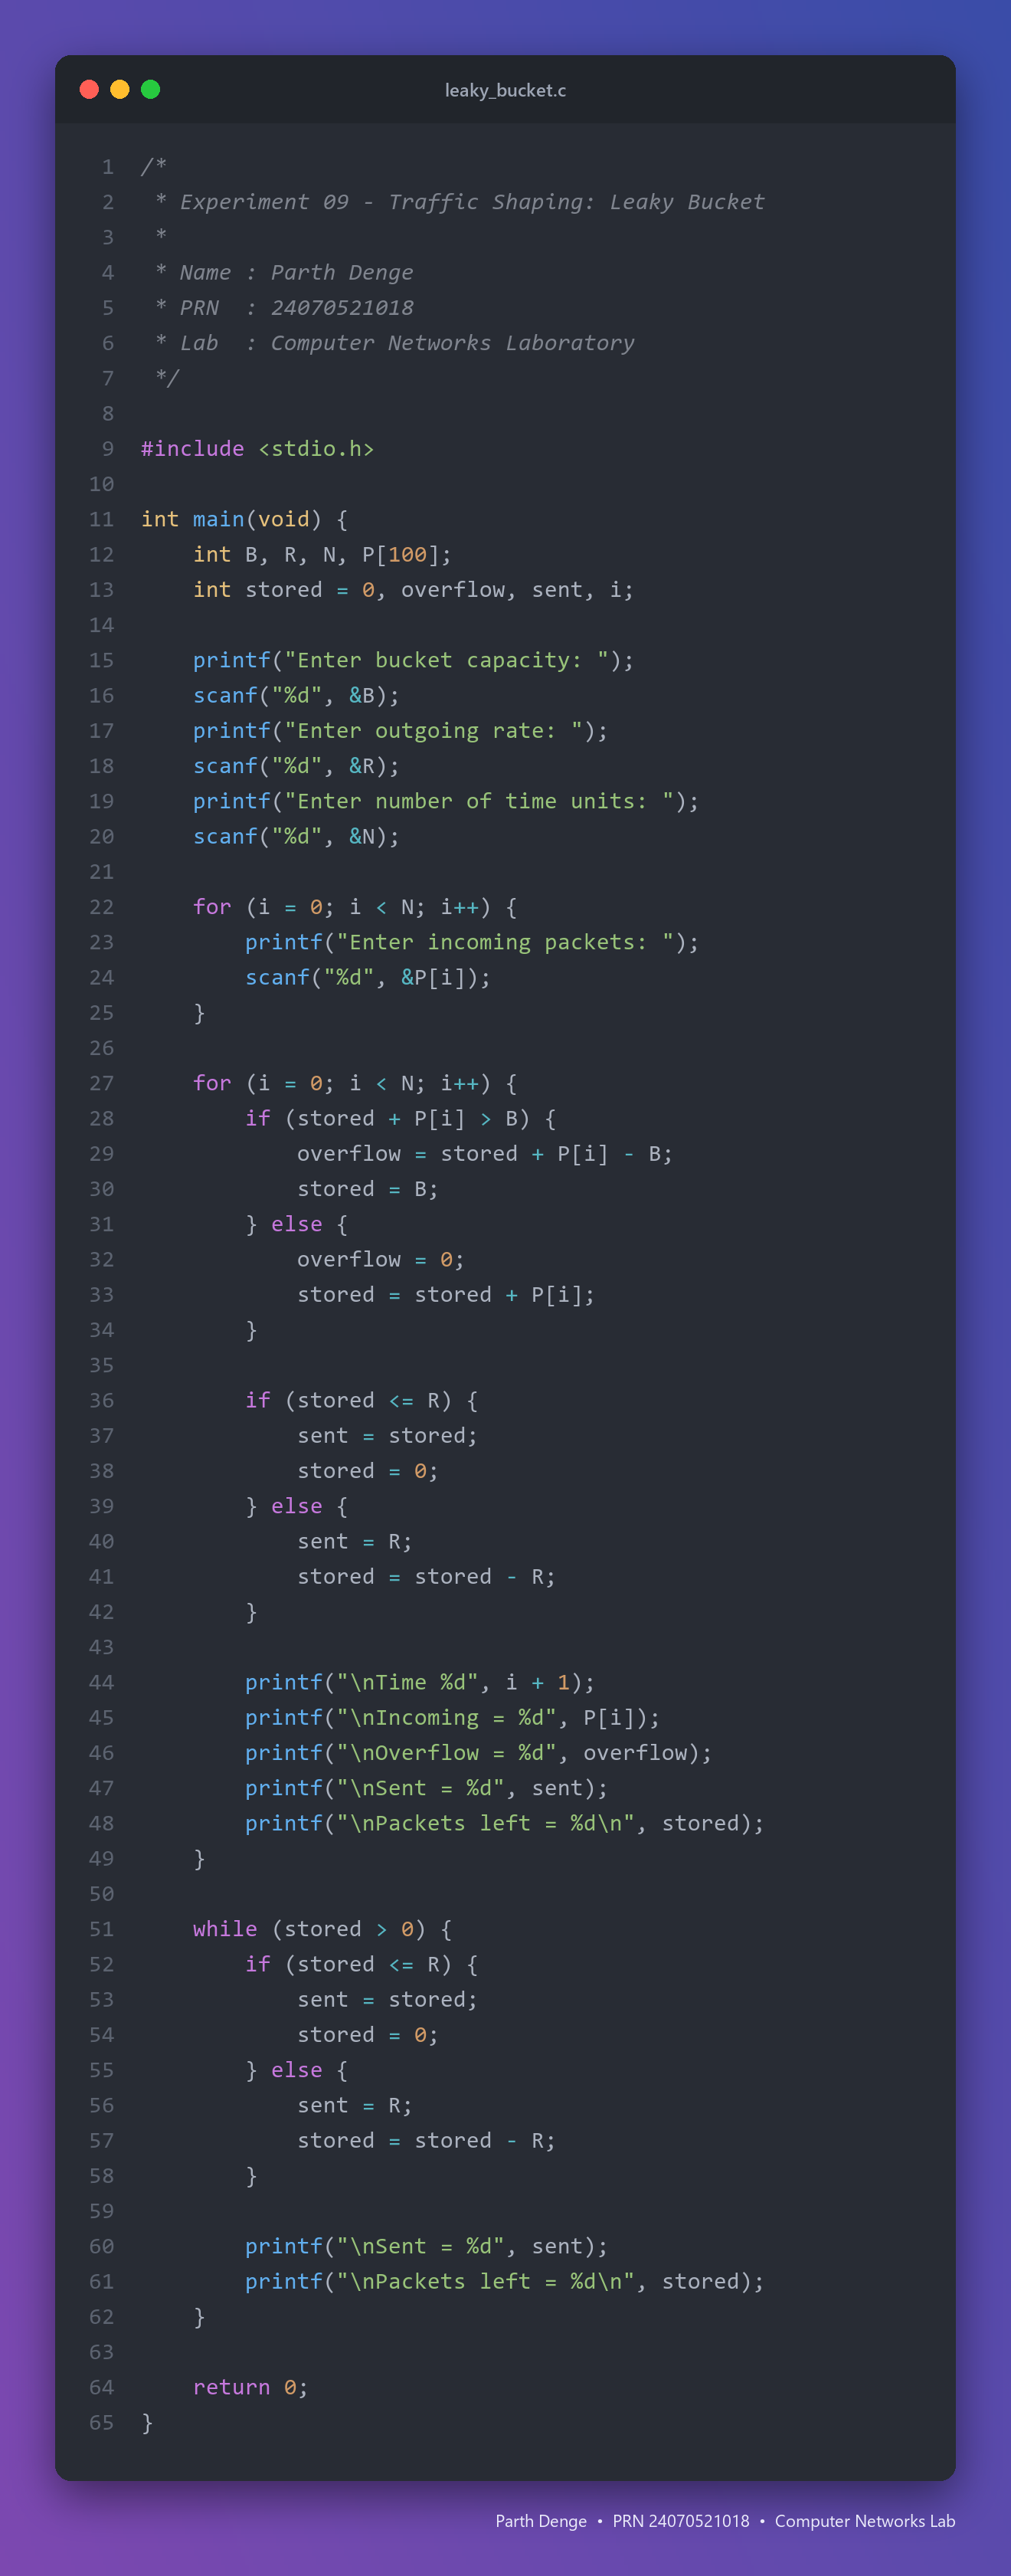 leaky_bucket.c
1 /*
2  * Experiment 09 - Traffic Shaping: Leaky Bucket
3  *
4  * Name : Parth Denge
5  * PRN  : 24070521018
6  * Lab  : Computer Networks Laboratory
7  */
8
9 #include <stdio.h>
10
11 int main(void) {
12     int B, R, N, P[100];
13     int stored = 0, overflow, sent, i;
14
15     printf("Enter bucket capacity: ");
16     scanf("%d", &B);
17     printf("Enter outgoing rate: ");
18     scanf("%d", &R);
19     printf("Enter number of time units: ");
20     scanf("%d", &N);
21
22     for (i = 0; i < N; i++) {
23         printf("Enter incoming packets: ");
24         scanf("%d", &P[i]);
25     }
26
27     for (i = 0; i < N; i++) {
28         if (stored + P[i] > B) {
29             overflow = stored + P[i] - B;
30             stored = B;
31         } else {
32             overflow = 0;
33             stored = stored + P[i];
34         }
35
36         if (stored <= R) {
37             sent = stored;
38             stored = 0;
39         } else {
40             sent = R;
41             stored = stored - R;
42         }
43
44         printf("\nTime %d", i + 1);
45         printf("\nIncoming = %d", P[i]);
46         printf("\nOverflow = %d", overflow);
47         printf("\nSent = %d", sent);
48         printf("\nPackets left = %d\n", stored);
49     }
50
51     while (stored > 0) {
52         if (stored <= R) {
53             sent = stored;
54             stored = 0;
55         } else {
56             sent = R;
57             stored = stored - R;
58         }
59
60         printf("\nSent = %d", sent);
61         printf("\nPackets left = %d\n", stored);
62     }
63
64     return 0;
65 }
Parth Denge • PRN 24070521018 • Computer Networks Lab